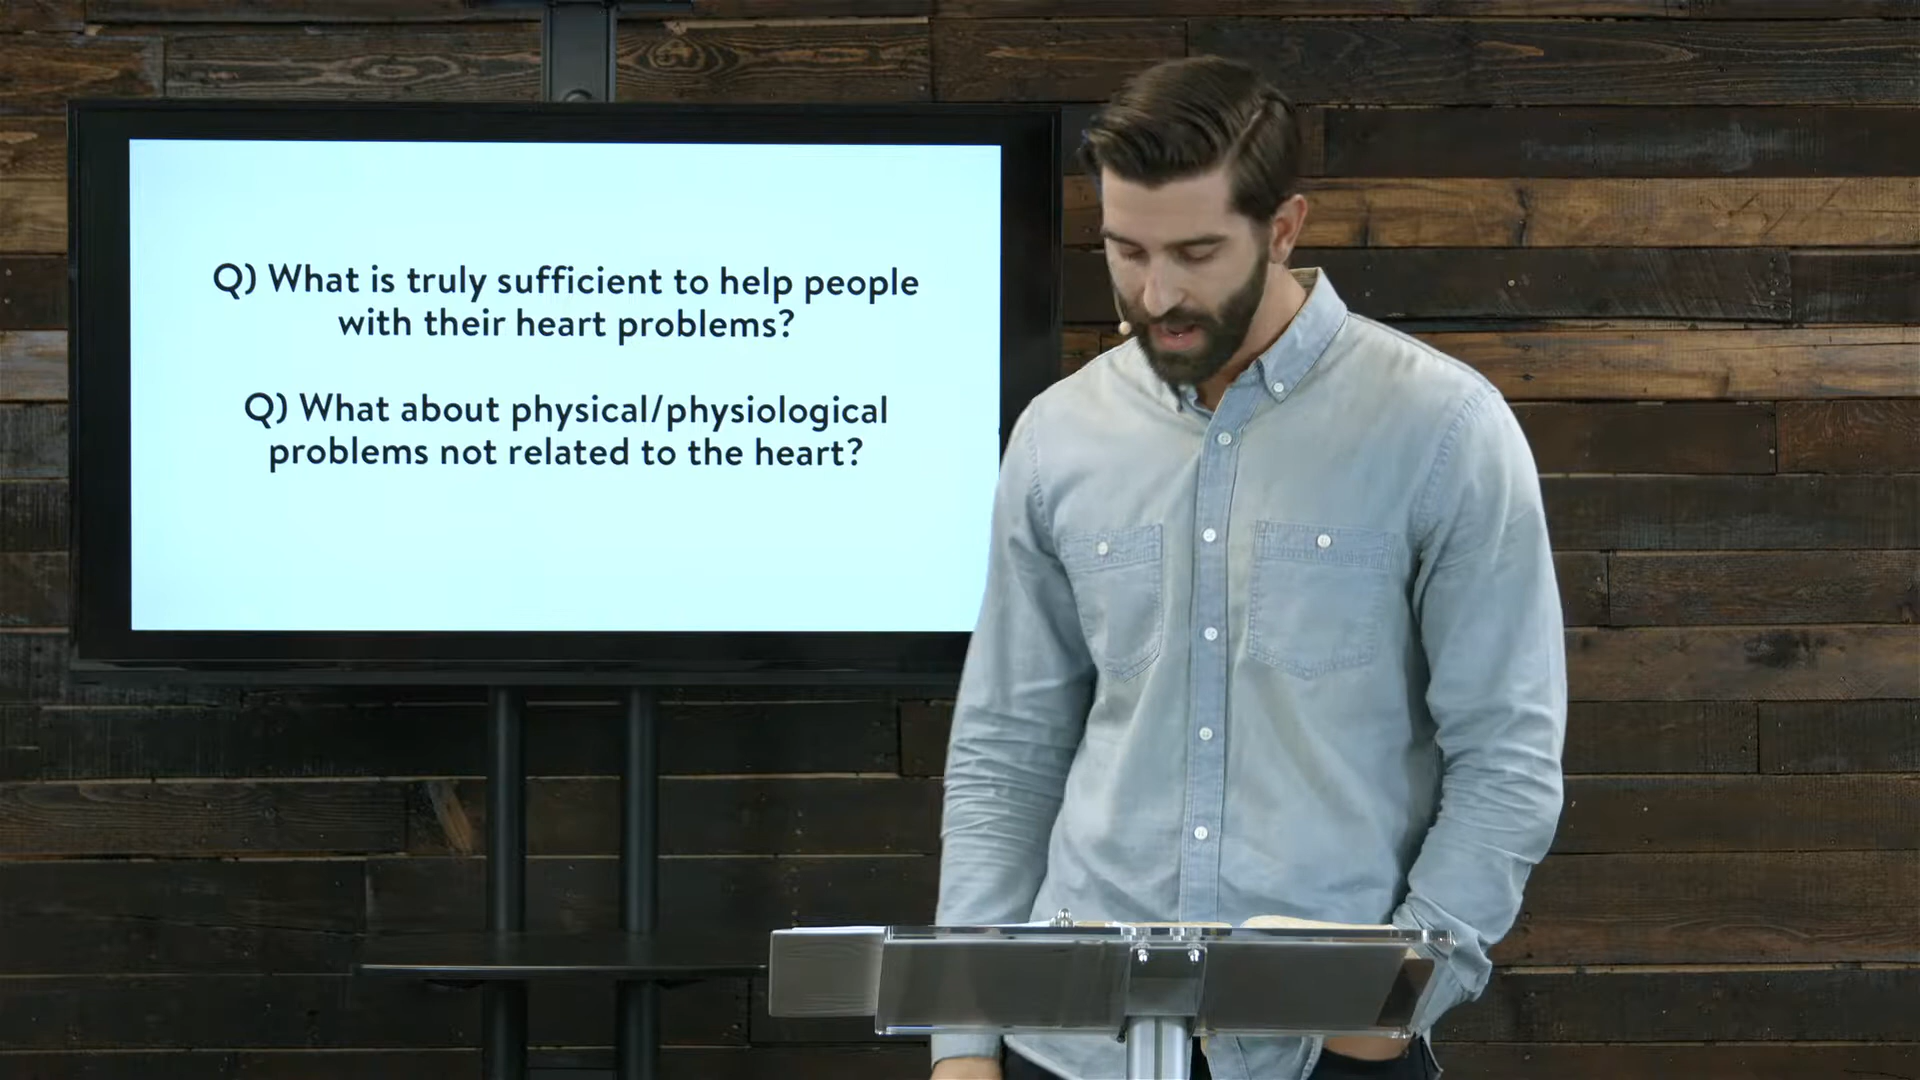 Q) What is truly sufficient to help people
with their heart problems?
Q) What about physical/physiological
problems not related to the heart?